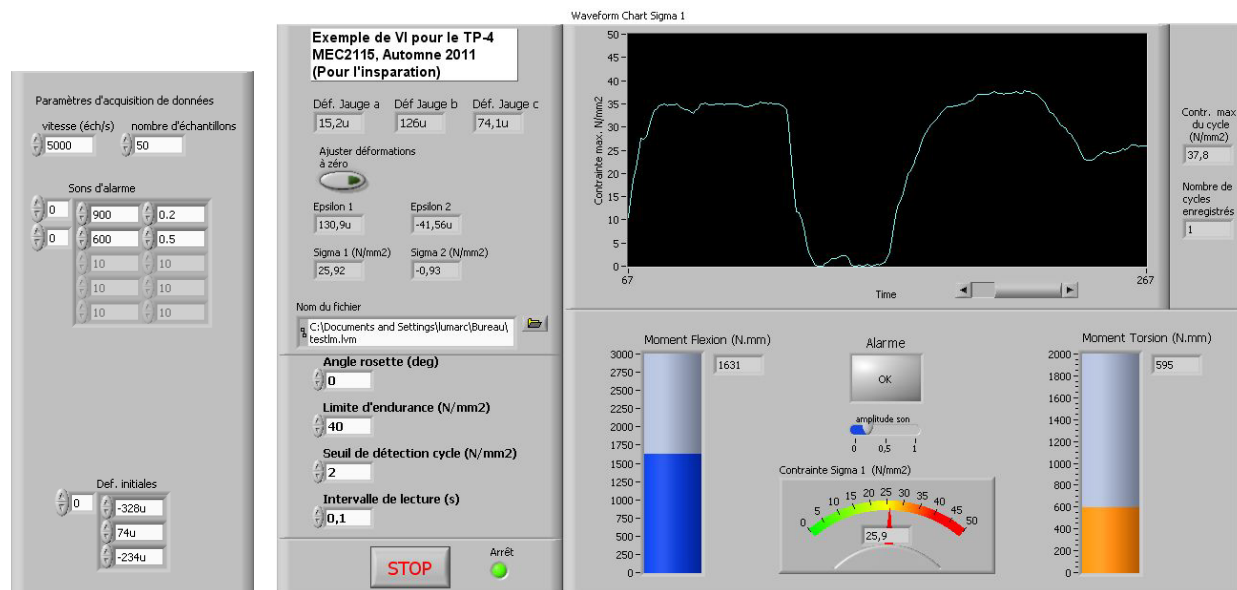 Paramètres d'acquisition de données
vitesse (éch/s) nombre d'échantillons
5000 50
Sons d'alarme
0 900 0.2
0 600 0.5
10 10
10 10
10 10
Def. initiales
0 -328u
74u
-234u
Exemple de VI pour le TP-4
MEC2115, Automne 2011
(Pour l'insparation)
Déf. Jauge a Déf Jauge b Déf. Jauge c
15,2u 126u 74,1u
Ajuster déformations
à zéro
Epsilon 1 Epsilon 2
130,9u -41,56u
Sigma 1 (N/mm2) Sigma 2 (N/mm2)
25,92 -0,93
Nom du fichier
C:\Documents and Settings\lumarc\Bureau\
testlm.lvm
Angle rosette (deg)
0
Limite d'endurance (N/mm2)
40
Seuil de détection cycle (N/mm2)
2
Intervalle de lecture (s)
0,1
STOP
Arrêt
Waveform Chart Sigma 1
Contrainte max. N/mm2
50
45
40
35
30
25
20
15
10
5
0
67 267
Time
Contr. max
du cycle
(N/mm2)
37,8
Nombre de
cycles
enregistrés
1
Moment Flexion (N.mm)
1631
3000
2750
2500
2250
2000
1750
1500
1250
1000
750
500
250
0
Alarme
OK
amplitude son
0 0,5 1
Contrainte Sigma 1 (N/mm2)
0 5 10 15 20 25 30 35 40 45 50
25,9
Moment Torsion (N.mm)
595
2000
1800
1600
1400
1200
1000
800
600
400
200
0